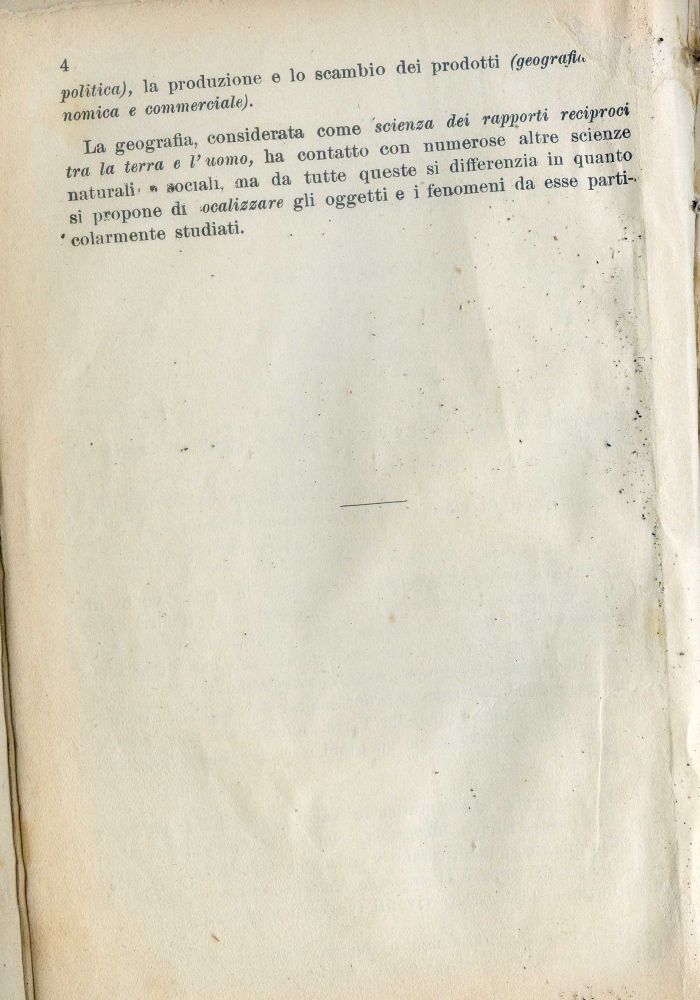 4
politica), la produzione e lo scambio dei prodotti (geografia
nomica e commerciale).
La geografia, considerata come scienza dei rapporti reciproci
tra la terra e l'uomo, ha contatto con numerose altre scienze
naturali e sociali, ma da tutte queste si differenzia in quanto
si propone di localizzare gli oggetti e i fenomeni da esse parti-
colarmente studiati.